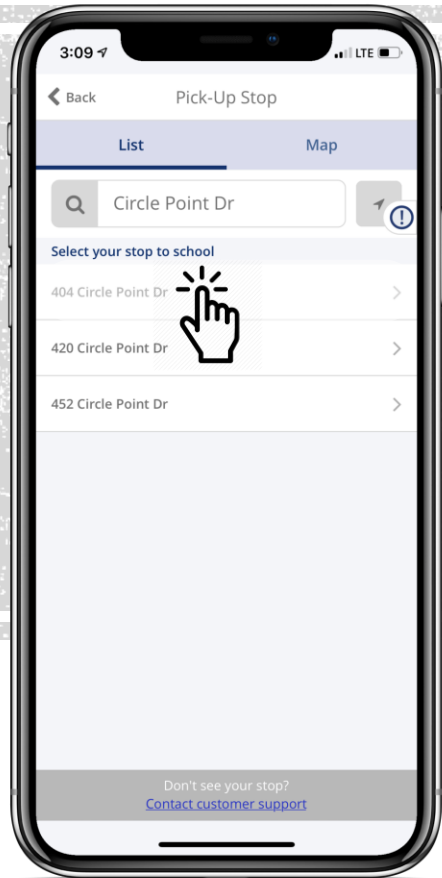 3:09 LTE
Back Pick-Up Stop
List Map
Circle Point Dr
Select your stop to school
404 Circle Point Dr
420 Circle Point Dr
452 Circle Point Dr
Don't see your stop?
Contact customer support